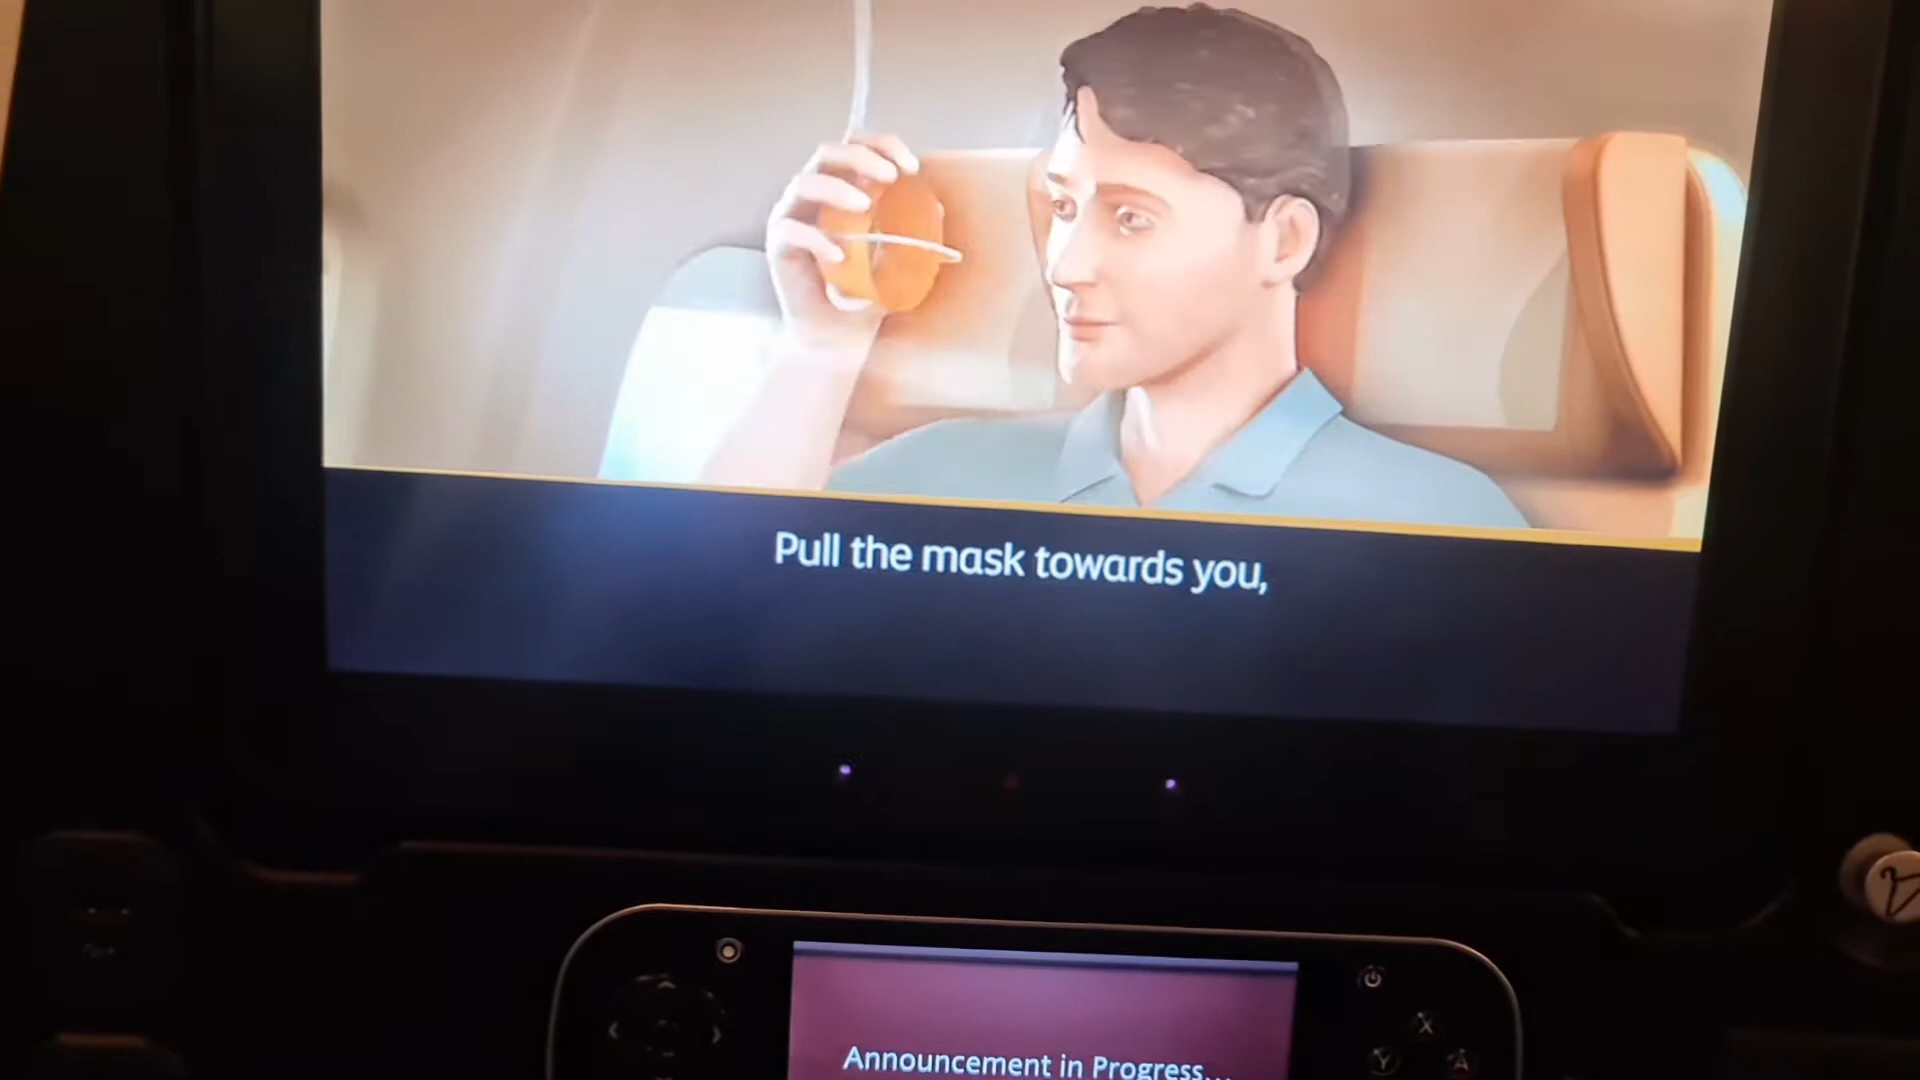 Pull the mask towards you,
X
Y
A
Announcement in Progress...